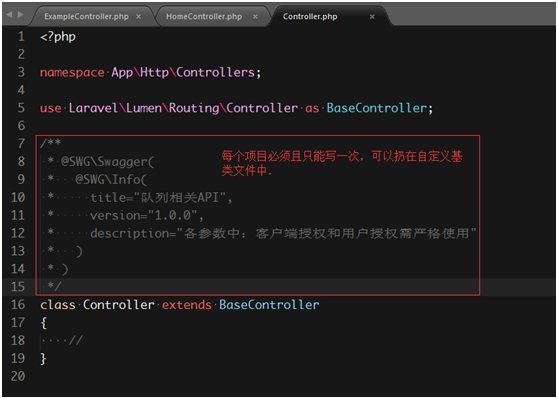 ExampleController.php × HomeController.php × Controller.php ×
1 <?php
2
3 namespace App\Http\Controllers;
4
5 use Laravel\Lumen\Routing\Controller as BaseController;
6
7 /**
8 * @SWG\Swagger(
每个项目必须且只能写一次，可以扔在自定义基
9 * @SWG\Info(
类文件中.
10 * title="队列相关API",
11 * version="1.0.0",
12 * description="各参数中：客户端授权和用户授权需严格使用"
13 * )
14 * )
15 */
16 class Controller extends BaseController
17 {
18 //
19 }
20